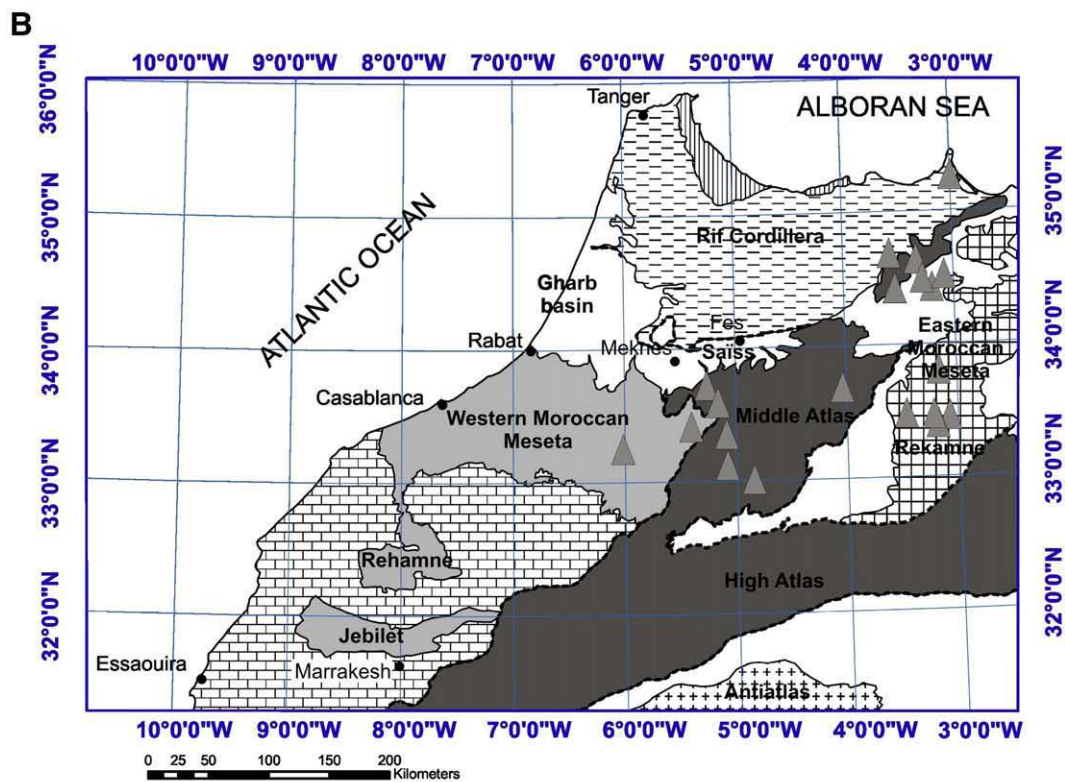 B
10°0'0"W 9°0'0"W 8°0'0"W 7°0'0"W 6°0'0"W 5°0'0"W 4°0'0"W 3°0'0"W
36°0'0"N
35°0'0"N
34°0'0"N
33°0'0"N
32°0'0"N
Tanger
ALBORAN SEA
ATLANTIC OCEAN
Rif Cordillera
Gharb
basin
Rabat
Fes
Meknes
Saïss
Eastern
Moroccan
Meseta
Casablanca
Western Moroccan
Meseta
Middle Atlas
Rekamne
Rehamne
High Atlas
Jebilet
Essaouira
Marrakesh
Antiatlas
36°0'0"N
35°0'0"N
34°0'0"N
33°0'0"N
32°0'0"N
10°0'0"W 9°0'0"W 8°0'0"W 7°0'0"W 6°0'0"W 5°0'0"W 4°0'0"W 3°0'0"W
0 25 50 100 150 200
Kilometers